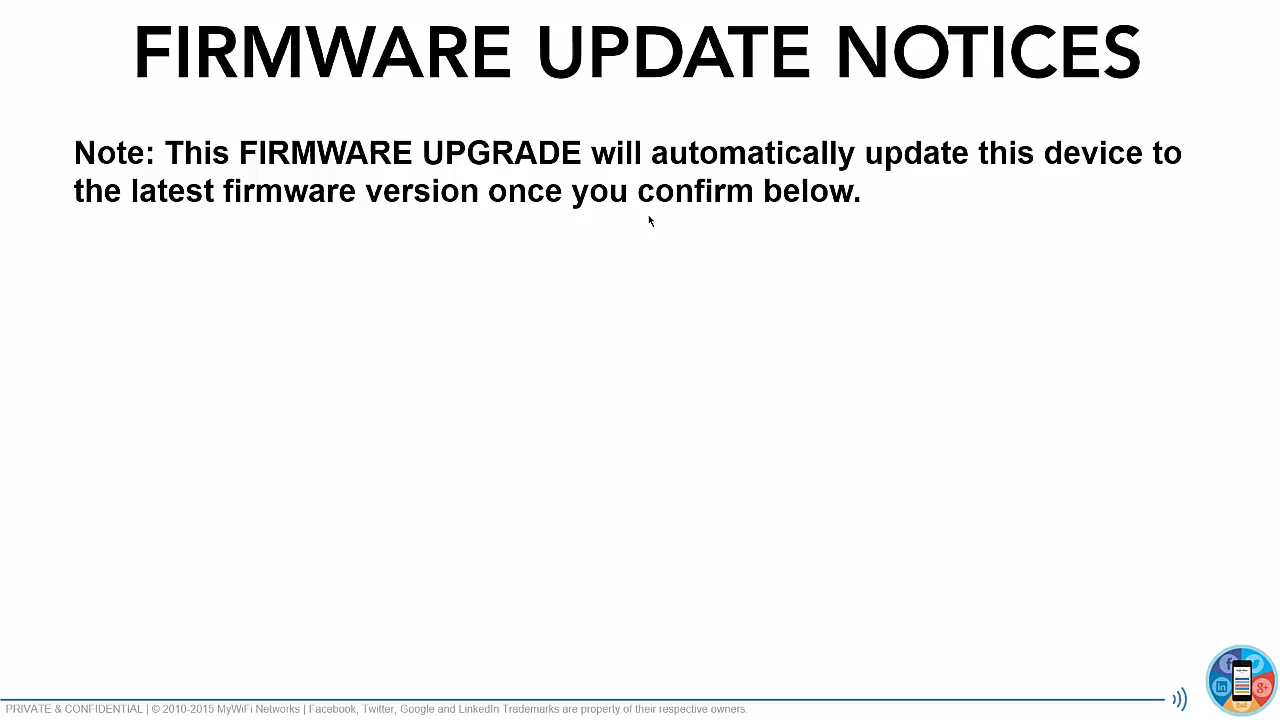 FIRMWARE UPDATE NOTICES
Note: This FIRMWARE UPGRADE will automatically update this device to
the latest firmware version once you confirm below.
PRIVATE & CONFIDENTIAL | © 2010-2015 MyWiFi Networks | Facebook, Twitter, Google and LinkedIn Trademarks are property of their respective owners.